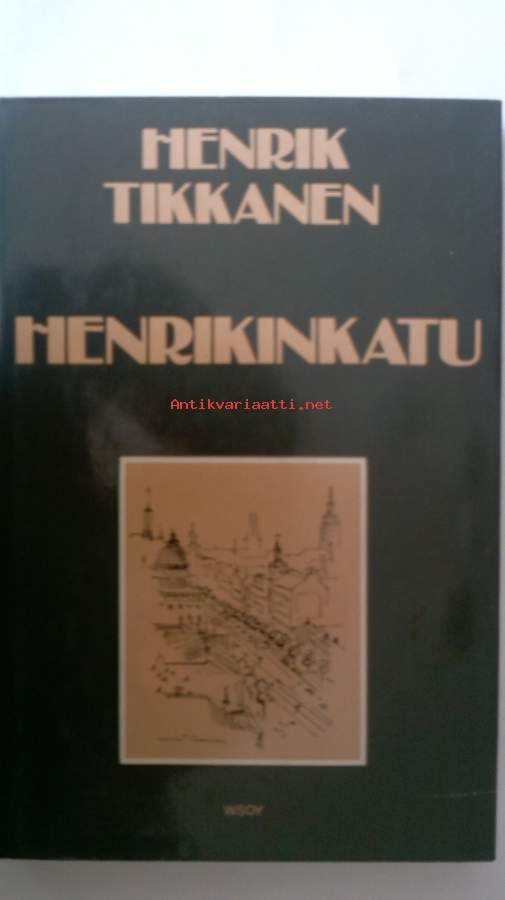 HENRIK
TIKKANEN
HENRIKINKATU
Antikvariaatti.net
WSOY